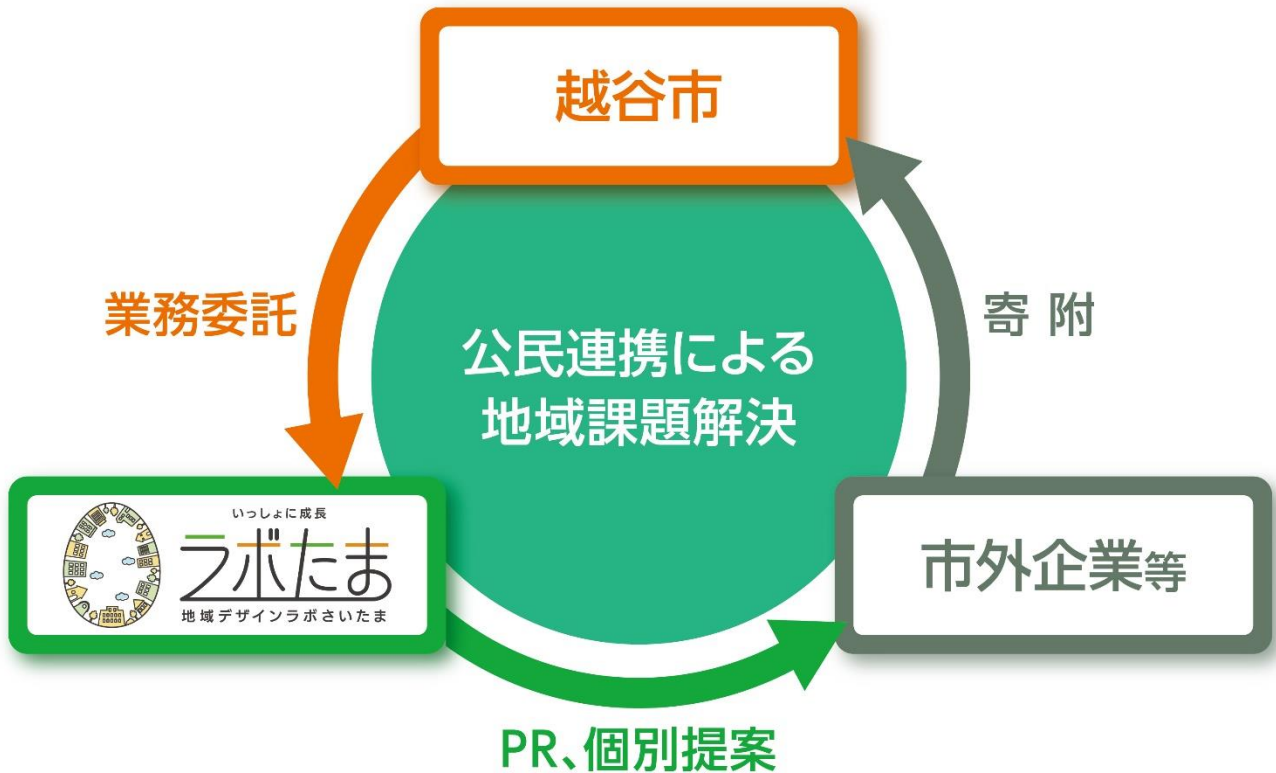 越谷市
業務委託
寄附
公民連携による
地域課題解決
いっしょに成長
ラボたま
地域デザインラボさいたま
市外企業等
PR、個別提案